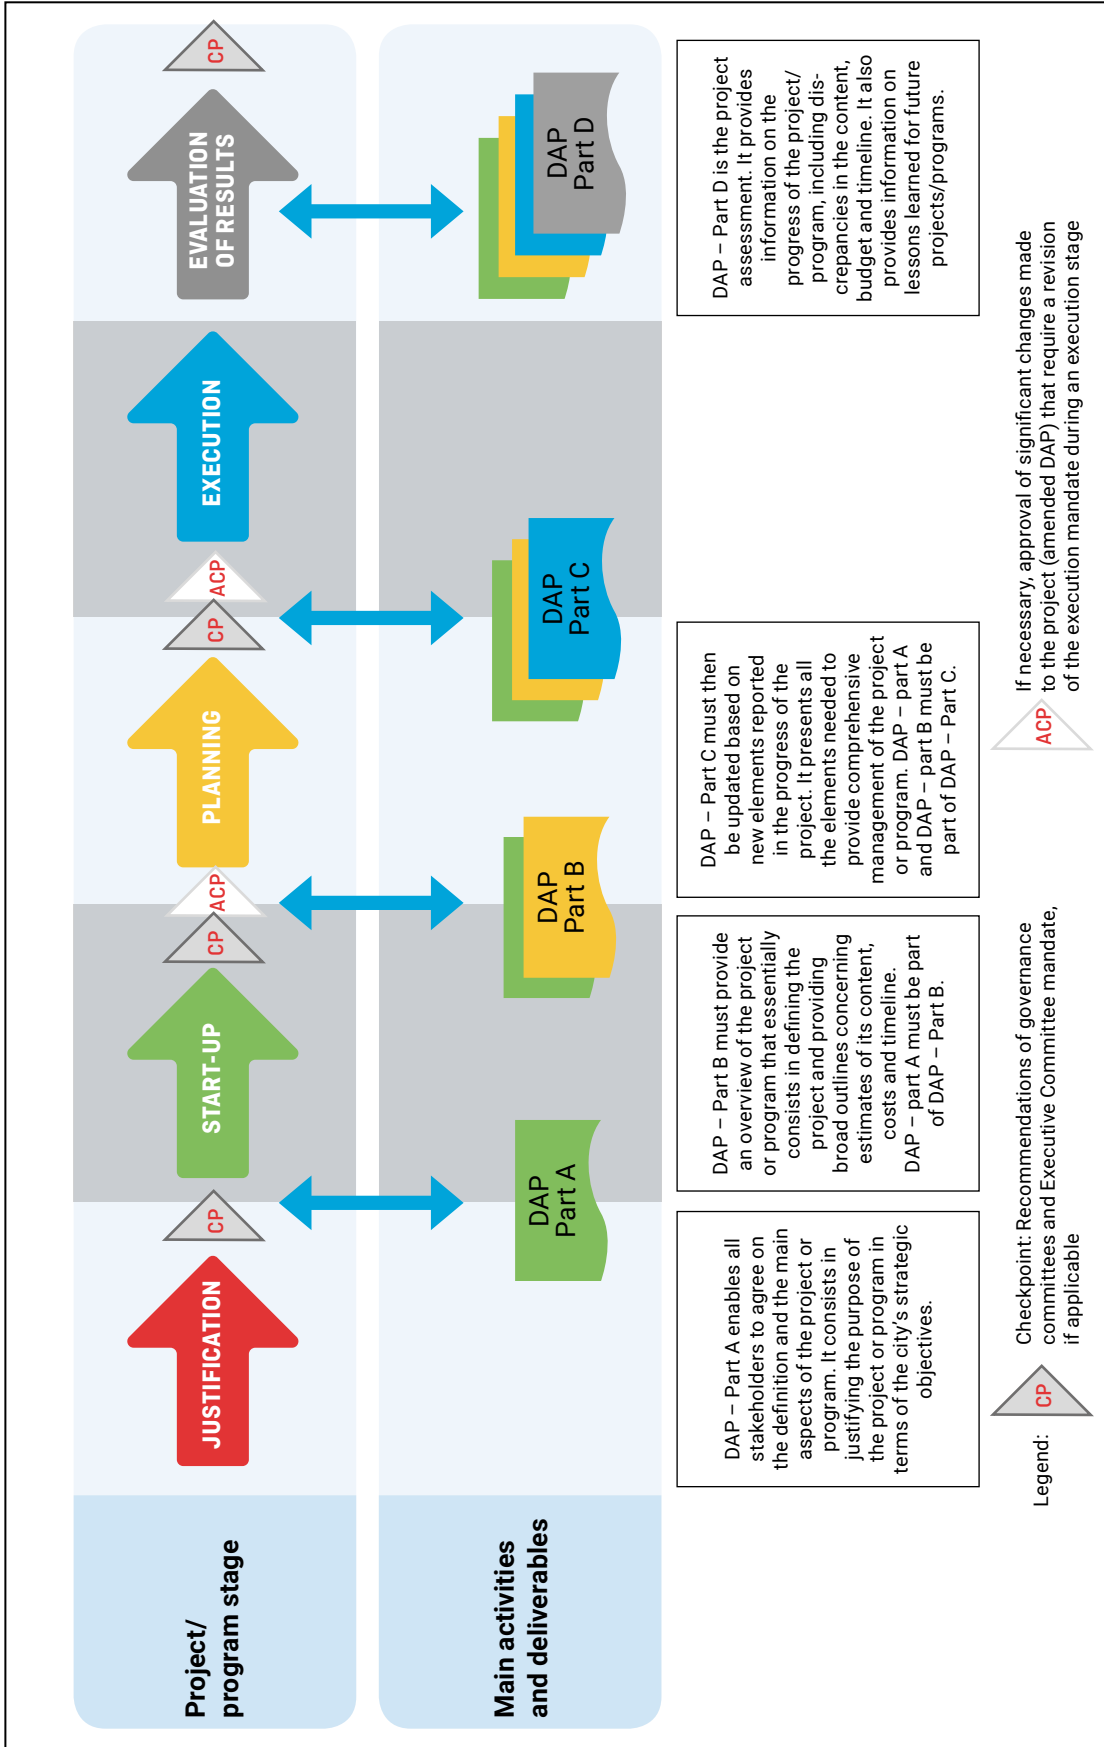 Project/
program stage
JUSTIFICATION
CP
START-UP
CP
ACP
PLANNING
CP
ACP
EXECUTION
EVALUATION
OF RESULTS
CP
Main activities
and deliverables
DAP
Part A
DAP
Part B
DAP
Part C
DAP
Part D
DAP – Part A enables all
stakeholders to agree on
the definition and the main
aspects of the project or
program. It consists in
justifying the purpose of
the project or program in
terms of the city’s strategic
objectives.
DAP – Part B must provide
an overview of the project
or program that essentially
consists in defining the
project and providing
broad outlines concerning
estimates of its content,
costs and timeline.
DAP – part A must be part
of DAP – Part B.
DAP – Part C must then
be updated based on
new elements reported
in the progress of the
project. It presents all
the elements needed to
provide comprehensive
management of the project
or program. DAP – part A
and DAP – part B must be
part of DAP – Part C.
DAP – Part D is the project
assessment. It provides
information on the
progress of the project/
program, including dis-
crepancies in the content,
budget and timeline. It also
provides information on
lessons learned for future
projects/programs.
Legend:
CP
Checkpoint: Recommendations of governance
committees and Executive Committee mandate,
if applicable
ACP
If necessary, approval of significant changes made
to the project (amended DAP) that require a revision
of the execution mandate during an execution stage